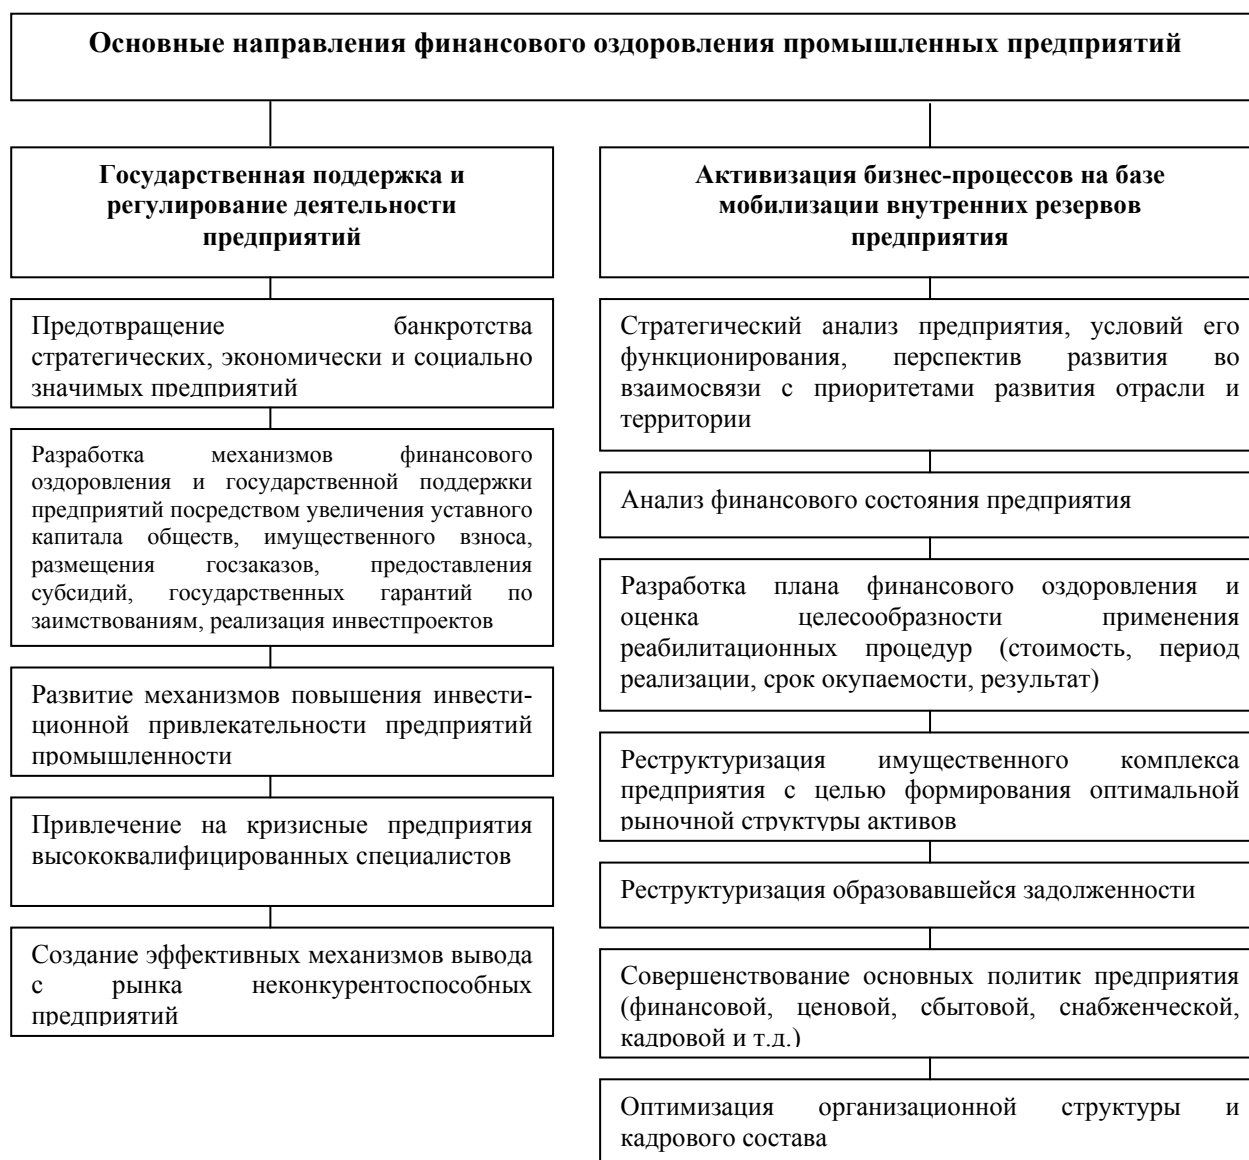 Основные направления финансового оздоровления промышленных предприятий
Государственная поддержка и
регулирование деятельности
предприятий
Предотвращение банкротства
стратегических, экономически и социально
значимых предприятий
Разработка механизмов финансового
оздоровления и государственной поддержки
предприятий посредством увеличения уставного
капитала обществ, имущественного взноса,
размещения госзаказов, предоставления
субсидий, государственных гарантий по
заимствованиям, реализация инвестпроектов
Развитие механизмов повышения инвести-
ционной привлекательности предприятий
промышленности
Привлечение на кризисные предприятия
высококвалифицированных специалистов
Создание эффективных механизмов вывода
с рынка неконкурентоспособных
предприятий
Активизация бизнес-процессов на базе
мобилизации внутренних резервов
предприятия
Стратегический анализ предприятия, условий его
функционирования, перспектив развития во
взаимосвязи с приоритетами развития отрасли и
территории
Анализ финансового состояния предприятия
Разработка плана финансового оздоровления и
оценка целесообразности применения
реабилитационных процедур (стоимость, период
реализации, срок окупаемости, результат)
Реструктуризация имущественного комплекса
предприятия с целью формирования оптимальной
рыночной структуры активов
Реструктуризация образовавшейся задолженности
Совершенствование основных политик предприятия
(финансовой, ценовой, сбытовой, снабженческой,
кадровой и т.д.)
Оптимизация организационной структуры и
кадрового состава